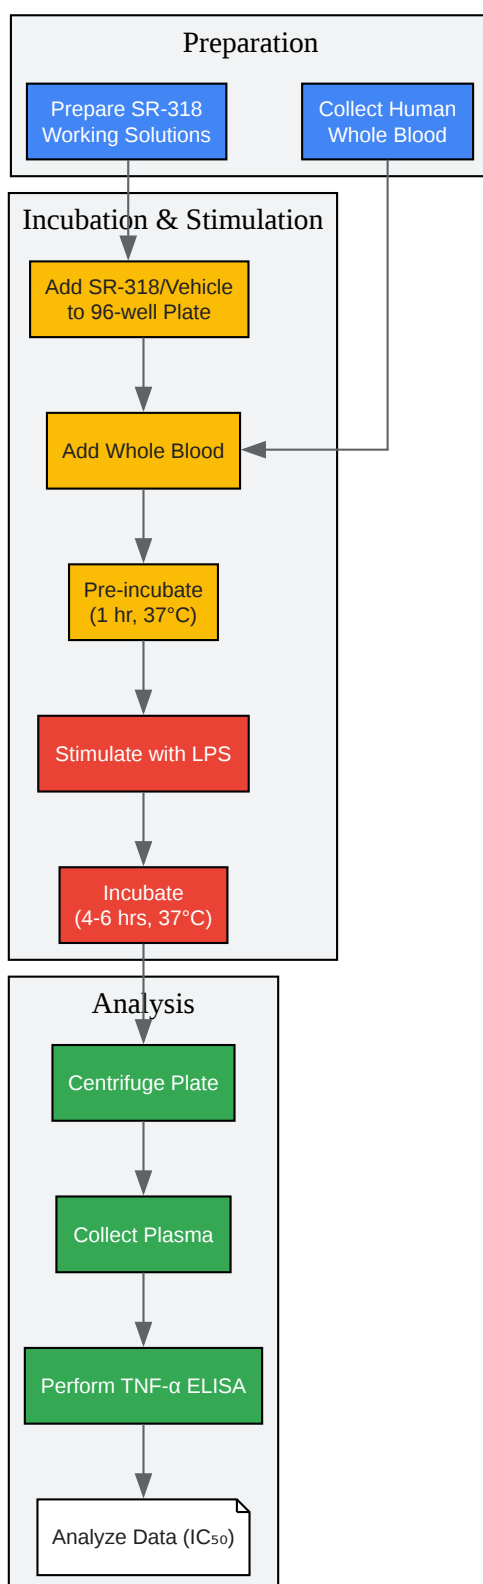 Preparation
Prepare SR-318
Working Solutions
Collect Human
Whole Blood
Incubation & Stimulation
Add SR-318/Vehicle
to 96-well Plate
Add Whole Blood
Pre-incubate
(1 hr, 37°C)
Stimulate with LPS
Incubate
(4-6 hrs, 37°C)
Analysis
Centrifuge Plate
Collect Plasma
Perform TNF-α ELISA
Analyze Data (IC₅₀)